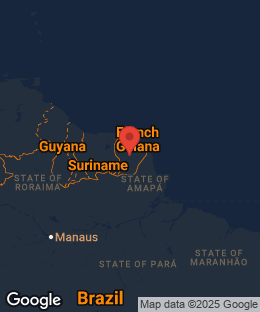 French
Guyana
Guiana
Suriname
STATE OF
RORAIMA
STATE OF
AMAPÁ
Manaus
STATE OF
MARANHÃO
STATE OF PARÁ
Google
Brazil
Map data ©2025 Google